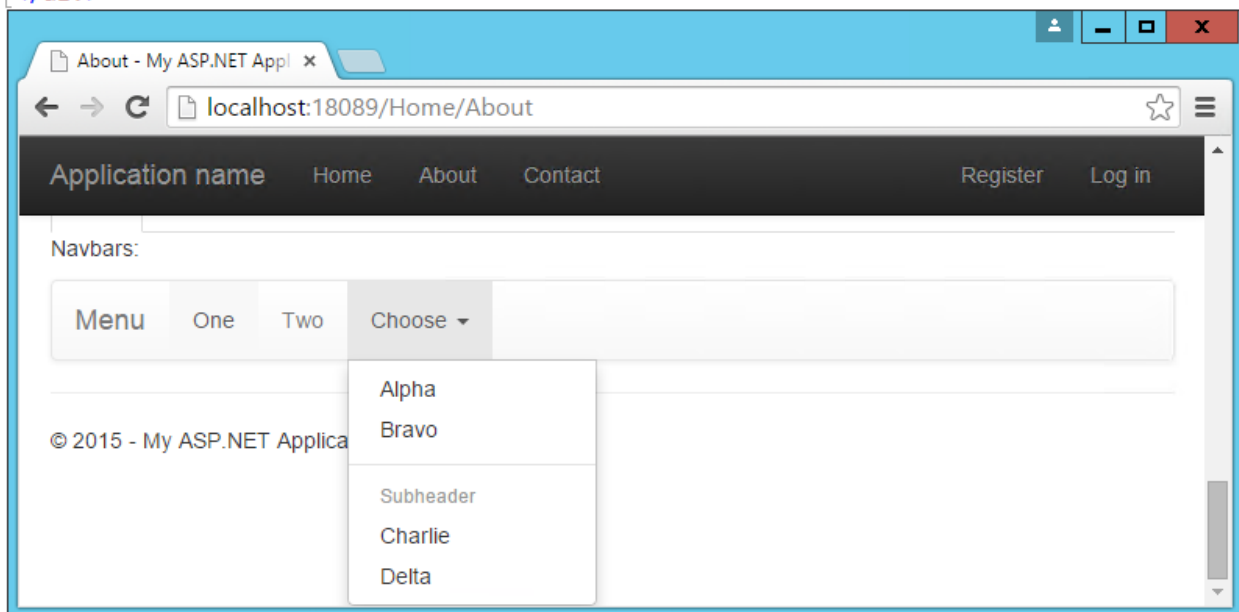 About - My ASP.NET Appl
localhost:18089/Home/About
Application name Home About Contact Register Log in
Navbars:
Menu One Two Choose
Alpha
Bravo
© 2015 - My ASP.NET Applica
Subheader
Charlie
Delta